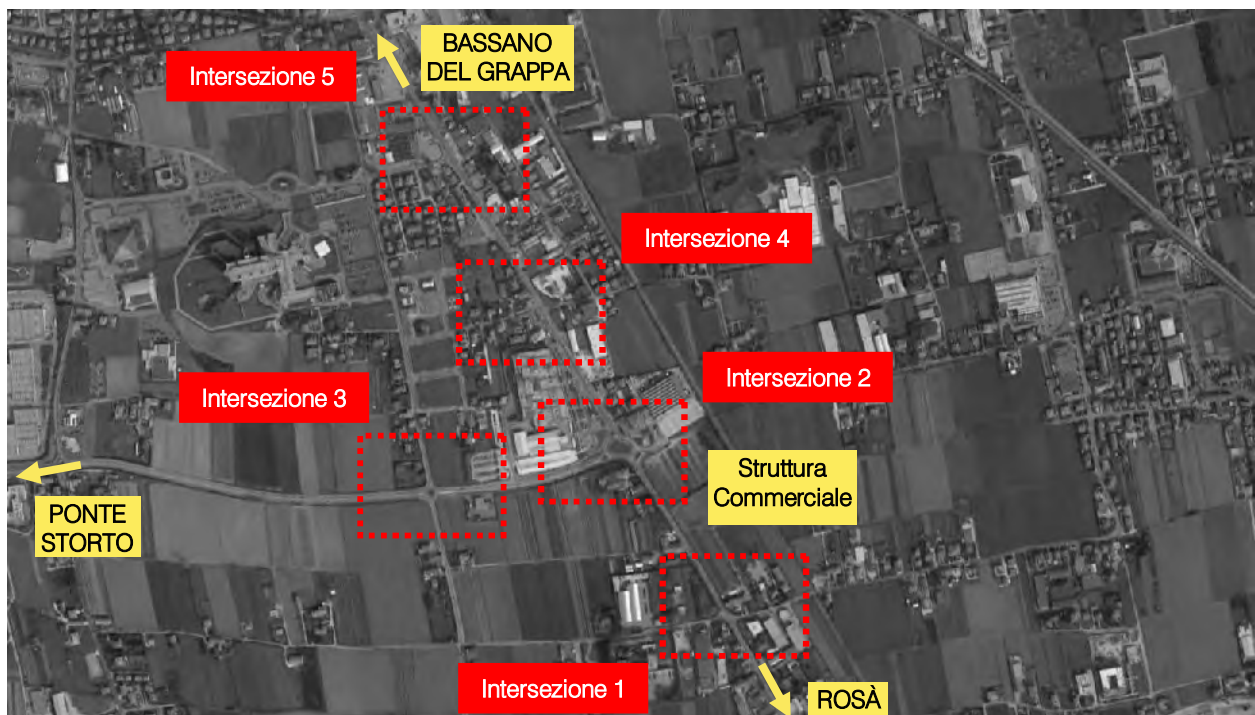 BASSANO
DEL GRAPPA
Intersezione 5
Intersezione 4
Intersezione 2
Intersezione 3
Struttura
Commerciale
PONTE
STORTO
Intersezione 1
ROSÀ